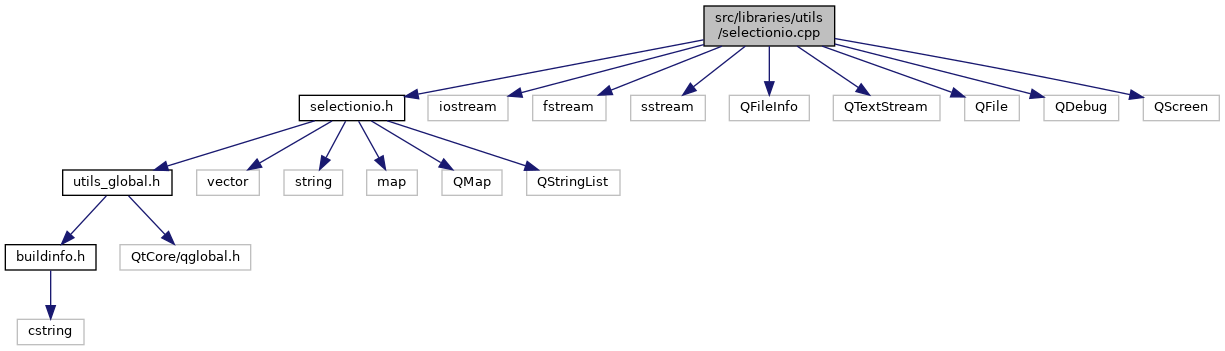 src/libraries/utils
/selectionio.cpp
selectionio.h
iostream
fstream
sstream
QFileInfo
QTextStream
QFile
QDebug
QScreen
utils_global.h
vector
string
map
QMap
QStringList
buildinfo.h
QtCore/qglobal.h
cstring